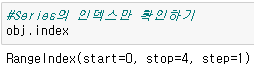 #Series의 인덱스만 확인하기
obj.index
RangeIndex(start=0, stop=4, step=1)